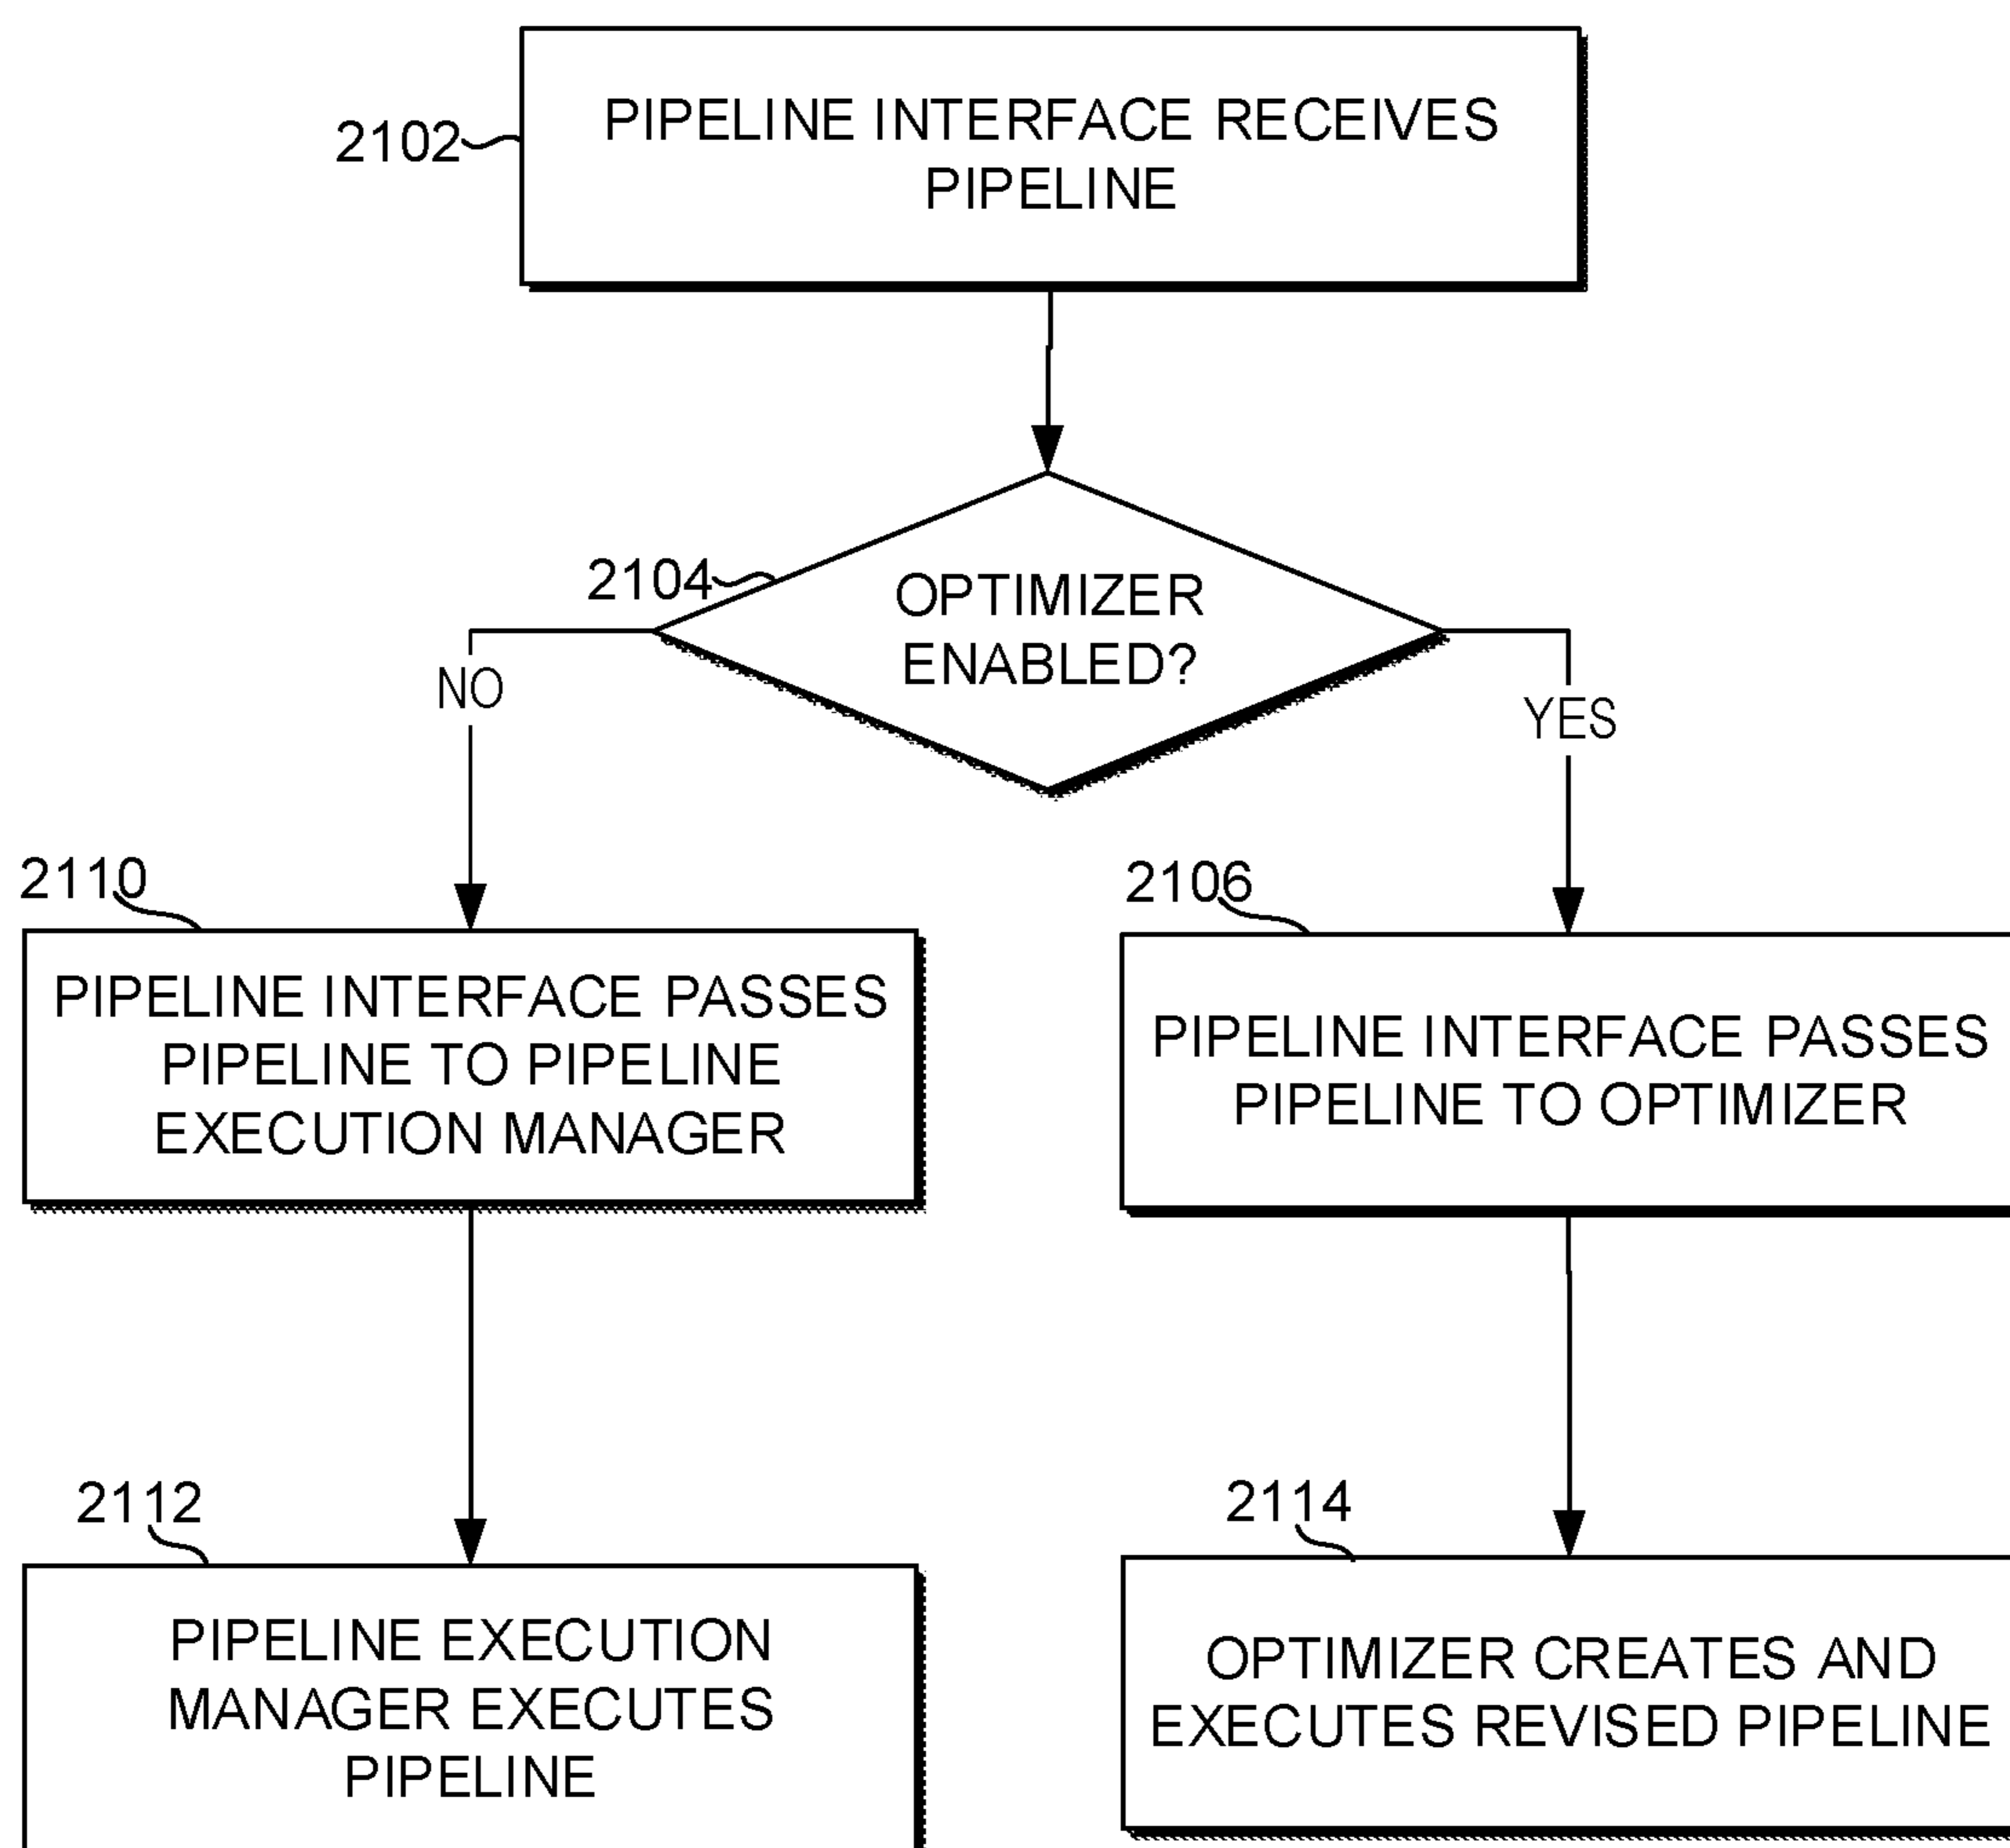 2102
PIPELINE INTERFACE RECEIVES
PIPELINE
2104
OPTIMIZER
ENABLED?
NO
YES
2110
PIPELINE INTERFACE PASSES
PIPELINE TO PIPELINE
EXECUTION MANAGER
2106
PIPELINE INTERFACE PASSES
PIPELINE TO OPTIMIZER
2112
PIPELINE EXECUTION
MANAGER EXECUTES
PIPELINE
2114
OPTIMIZER CREATES AND
EXECUTES REVISED PIPELINE